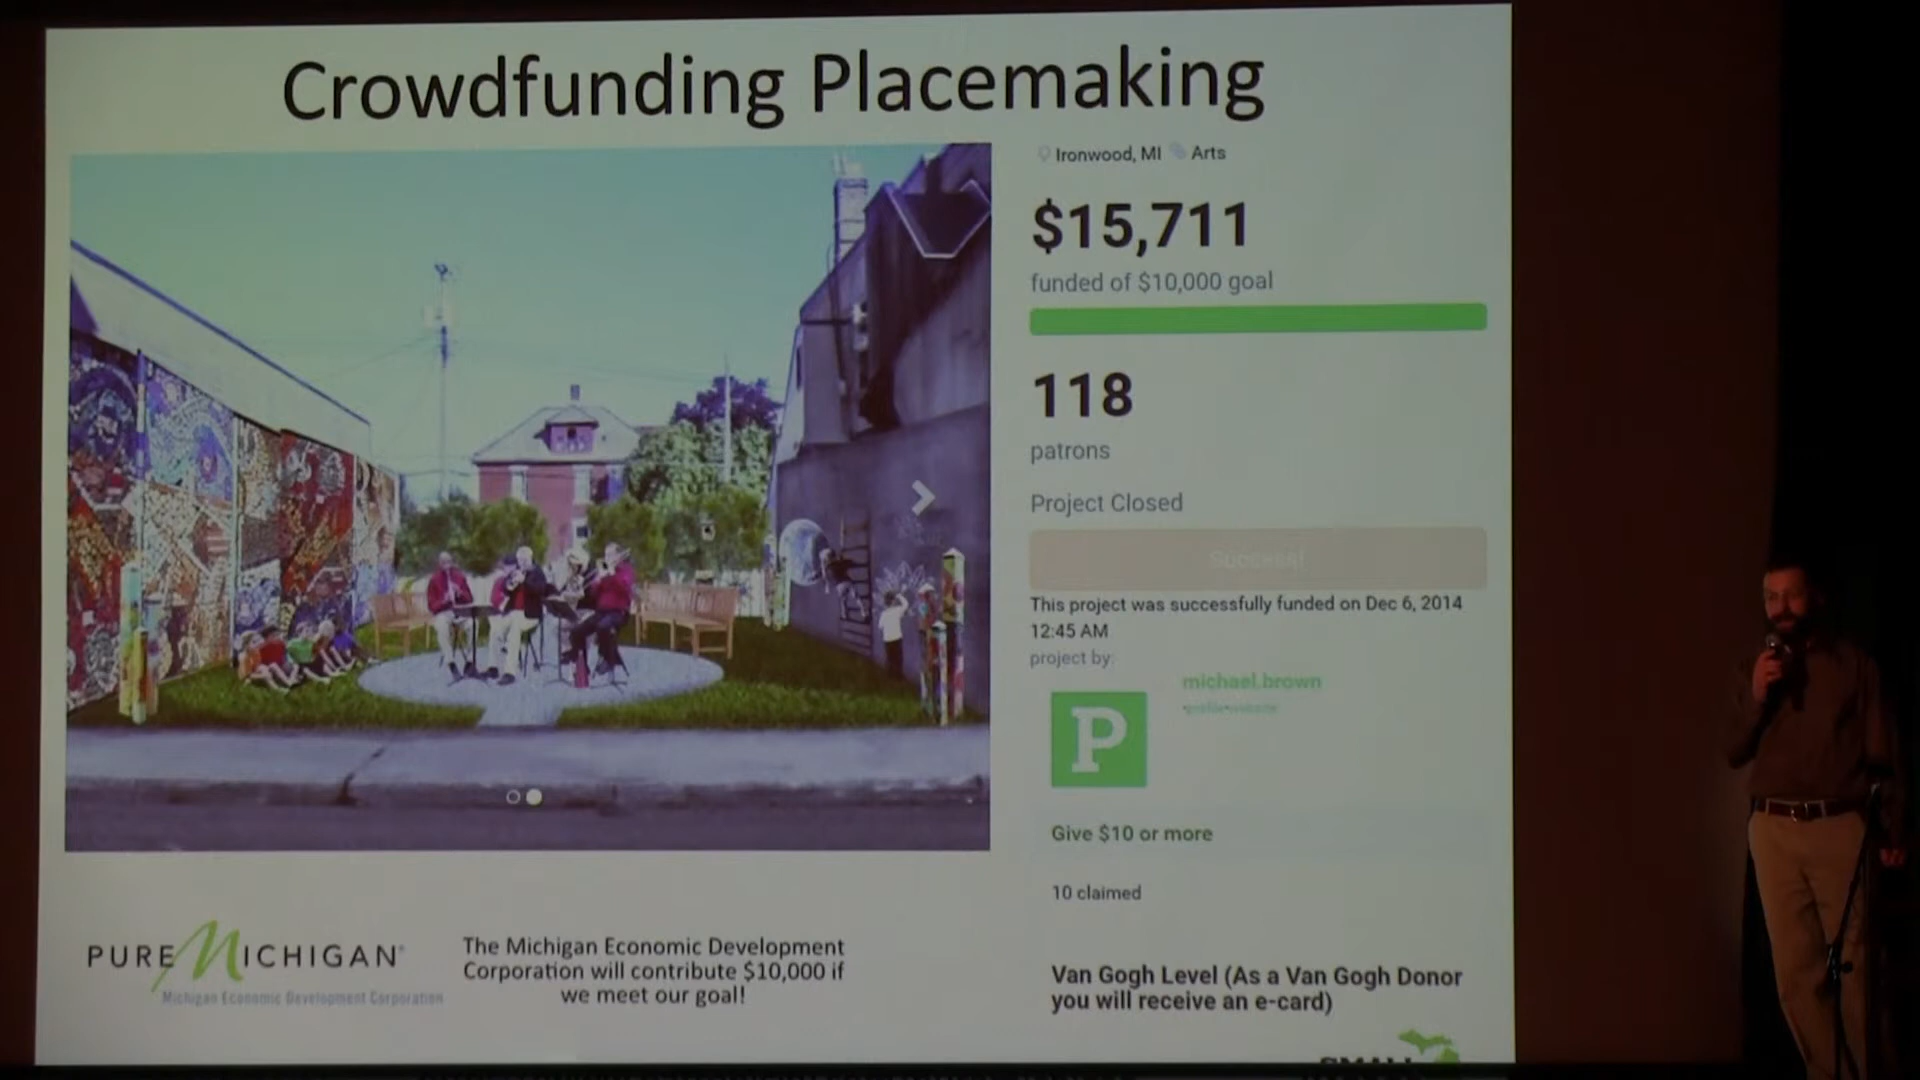 Crowdfunding Placemaking
Ironwood, MI Arts
$15,711
funded of $10,000 goal
118
patrons
Project Closed
Successful
This project was successfully funded on Dec 6, 2014
12:45 AM
project by:
michael.brown
P
Give $10 or more
10 claimed
Van Gogh Level (As a Van Gogh Donor
you will receive an e-card)
PURE MICHIGAN
Michigan Economic Development Corporation
The Michigan Economic Development
Corporation will contribute $10,000 if
we meet our goal!